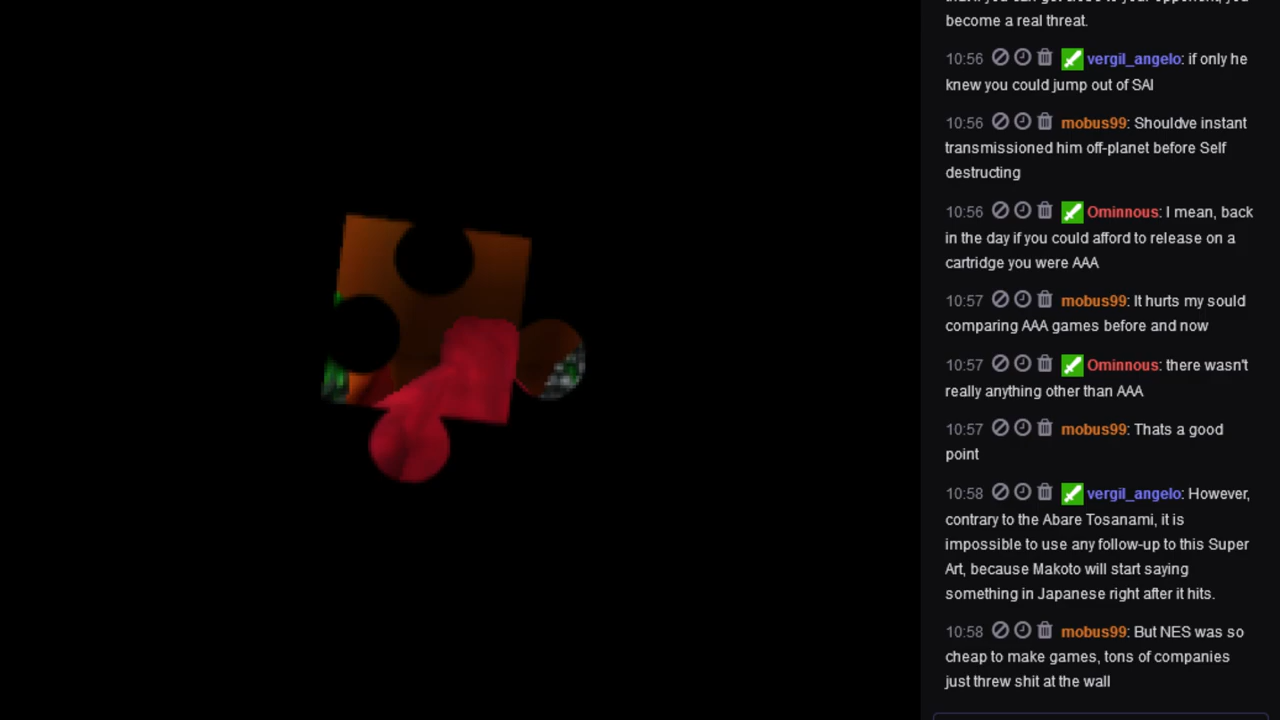 become a real threat.
10:56 vergil_angelo: if only he
knew you could jump out of SAI
10:56 mobus99: Shouldve instant
transmissioned him off-planet before Self
destructing
10:56 Ominnous: I mean, back
in the day if you could afford to release on a
cartridge you were AAA
10:57 mobus99: It hurts my sould
comparing AAA games before and now
10:57 Ominnous: there wasn't
really anything other than AAA
10:57 mobus99: Thats a good
point
10:58 vergil_angelo: However,
contrary to the Abare Tosanami, it is
impossible to use any follow-up to this Super
Art, because Makoto will start saying
something in Japanese right after it hits.
10:58 mobus99: But NES was so
cheap to make games, tons of companies
just threw shit at the wall